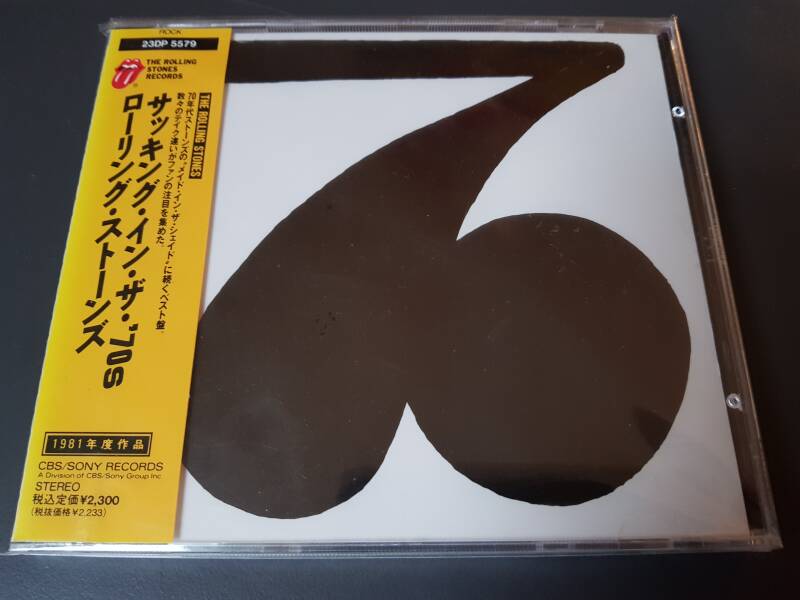 ROCK
23DP 5579
THE ROLLING
STONES
RECORDS
THE ROLLING STONES
70年代ストーンズの"メイド・イン・ザ・シェイド"に続くベスト盤。
数々のテイク違いがファンの注目を集めた。
サッキング・イン・ザ・'70s
ローリング・ストーンズ
1981年度作品
CBS/SONY RECORDS
A Division of CBS/Sony Group Inc.
STEREO
税込定価¥2,300
(税抜価格¥2,233)